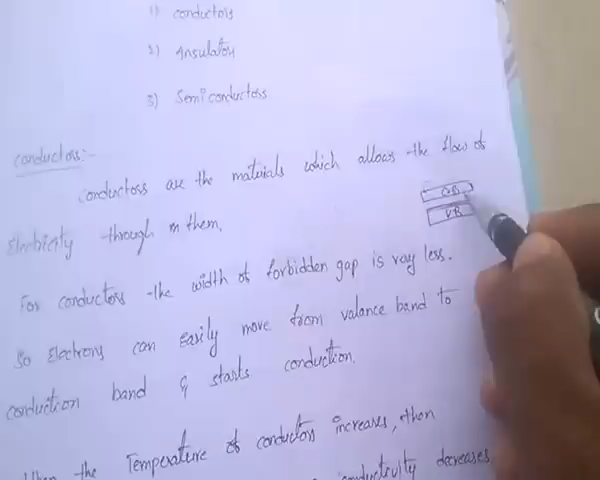 1) conductors
2) Insulators
3) Semiconductors
conductors:-
conductors are the materials which allows the flow of
CB
Electricity through in them.
VB
For conductors the width of forbidden gap is very less.
So Electrons can Easily move from valance band to
conduction band & starts conduction.
When the Temperature of conductors increases, then
conductivity decreases